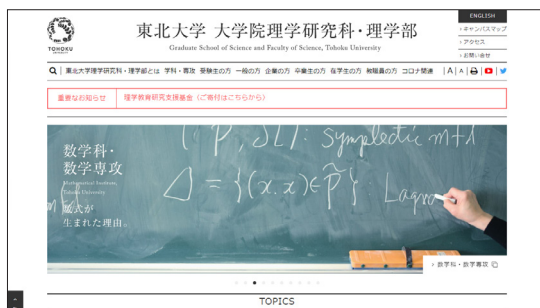 TOHOKU
東北大学 大学院理学研究科・理学部
Graduate School of Science and Faculty of Science, Tohoku University
ENGLISH
キャンパスマップ
アクセス
お問い合せ
東北大学理学研究科・理学部とは 学科・専攻 受験生の方 一般の方 企業の方 卒業生の方 在学生の方 教職員の方 コロナ関連 |A|A|
重要なお知らせ 理学教育研究支援基金（ご寄付はこちらから）
数学科・
数学専攻
Mathematical Institute,
Tohoku University
数式が
生まれた理由。
symplectic m+d
Δ = {(x.x)∈P̃}
Lagra
数学科・数学専攻
TOPICS